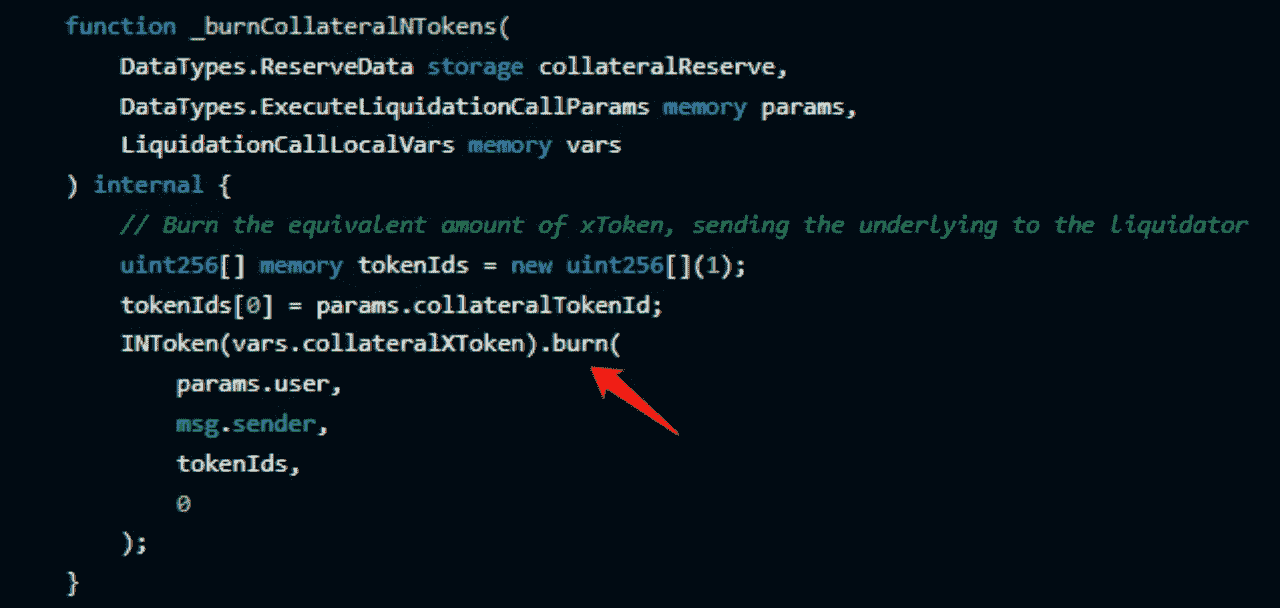 function _burnCollateralNTokens(
DataTypes.ReserveData storage collateralReserve,
DataTypes.ExecuteLiquidationCallParams memory params,
LiquidationCallLocalVars memory vars
) internal {
// Burn the equivalent amount of xToken, sending the underlying to the liquidator
uint256[] memory tokenIds = new uint256[](1);
tokenIds[0] = params.collateralTokenId;
INToken(vars.collateralXToken).burn(
params.user,
msg.sender,
tokenIds,
0
);
}